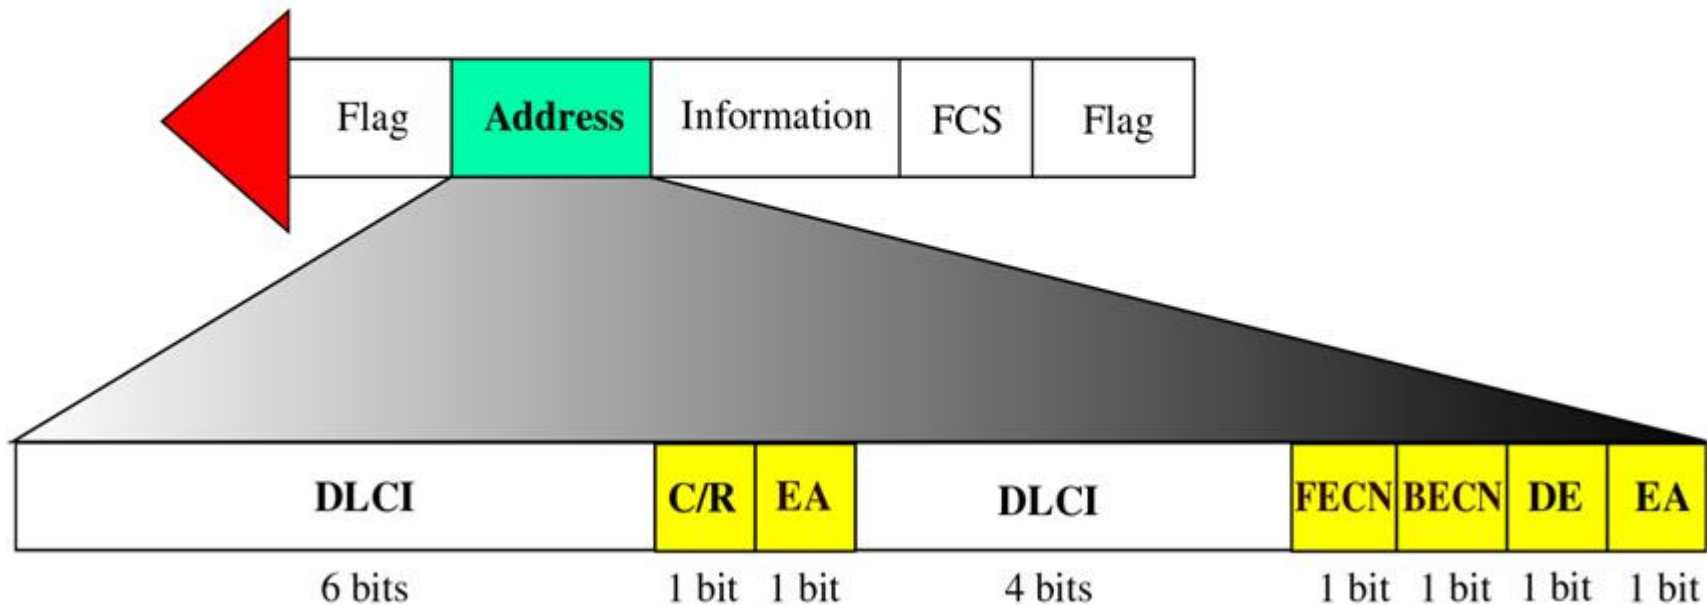 Flag Address Information FCS Flag
DLCI C/R EA DLCI FECN BECN DE EA
6 bits 1 bit 1 bit 4 bits 1 bit 1 bit 1 bit 1 bit